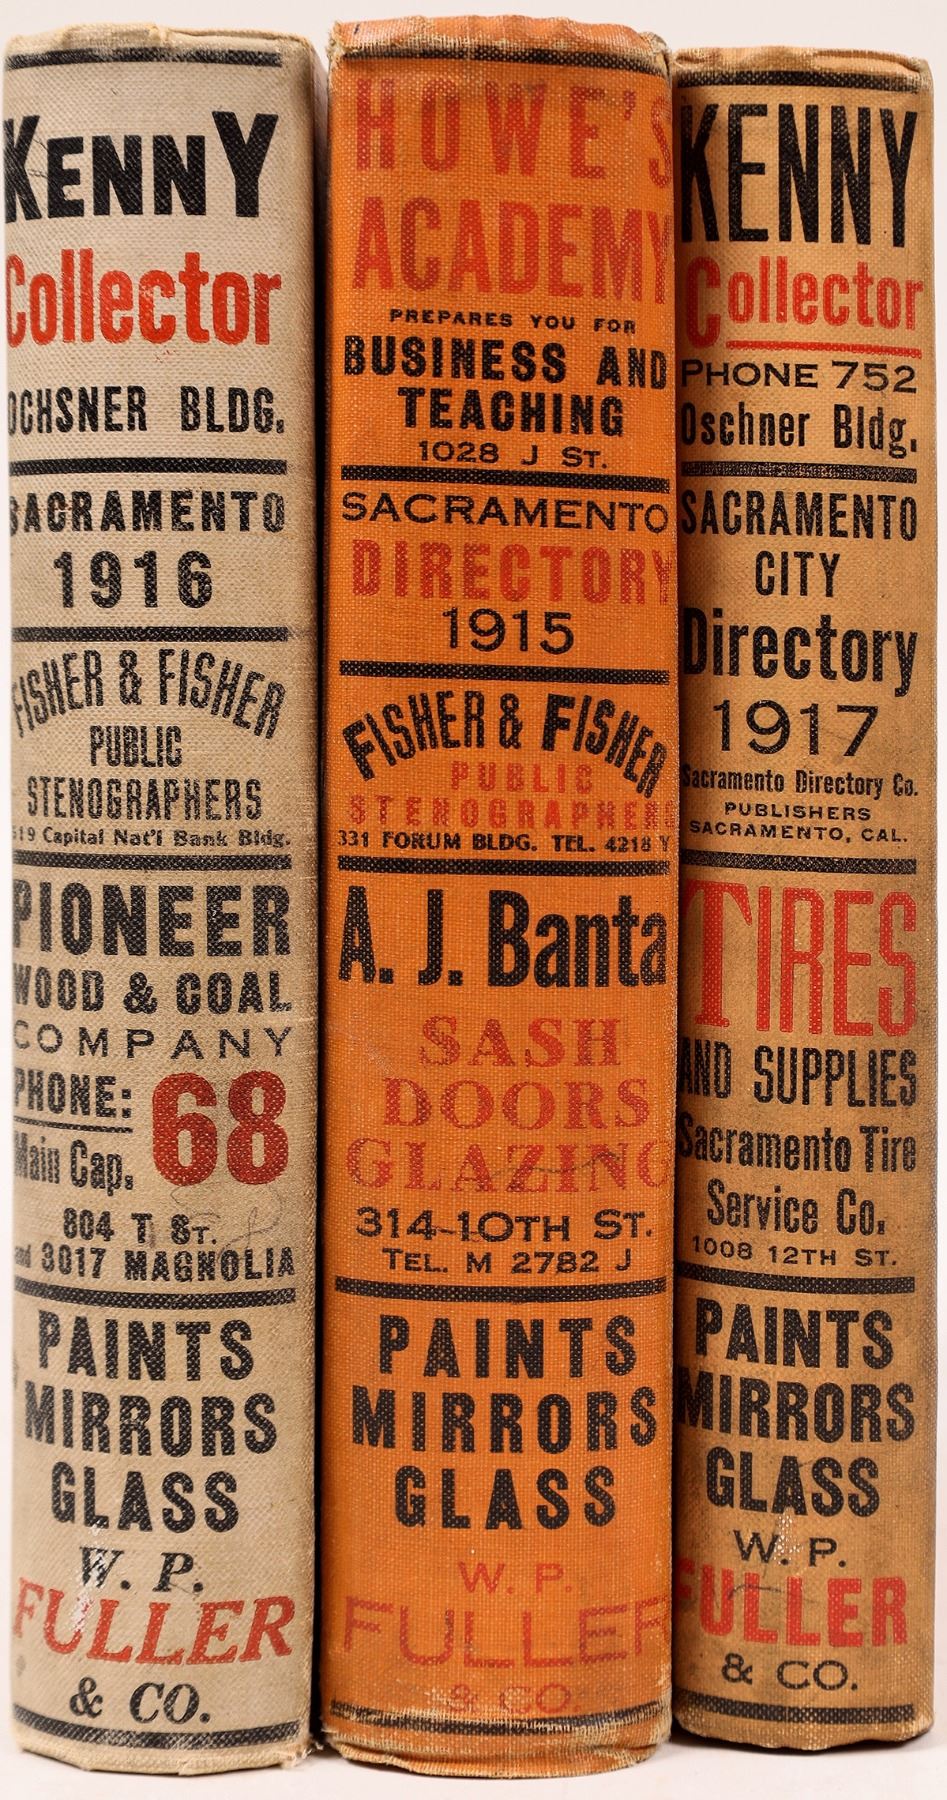 KENNY
Collector
OCHSNER BLDG.
SACRAMENTO
1916
FISHER & FISHER
PUBLIC
STENOGRAPHERS
519 Capital Nat'l Bank Bldg.
PIONEER
WOOD & COAL
COMPANY
PHONE: 68
Main Cap.
804 T St.
and 3017 MAGNOLIA
PAINTS
MIRRORS
GLASS
W. P.
FULLER
& CO.
HOWE'S
ACADEMY
PREPARES YOU FOR
BUSINESS AND
TEACHING
1028 J ST.
SACRAMENTO
DIRECTORY
1915
FISHER & FISHER
PUBLIC
STENOGRAPHERS
331 FORUM BLDG. TEL. 4218 Y
A. J. Banta
SASH
DOORS
GLAZING
314-10TH ST.
TEL. M 2782 J
PAINTS
MIRRORS
GLASS
W. P.
FULLER
& CO.
KENNY
Collector
PHONE 752
Oschner Bldg.
SACRAMENTO
CITY
Directory
1917
Sacramento Directory Co.
PUBLISHERS
SACRAMENTO, CAL.
TIRES
AND SUPPLIES
Sacramento Tire
Service Co.
1008 12TH ST.
PAINTS
MIRRORS
GLASS
W. P.
FULLER
& CO.